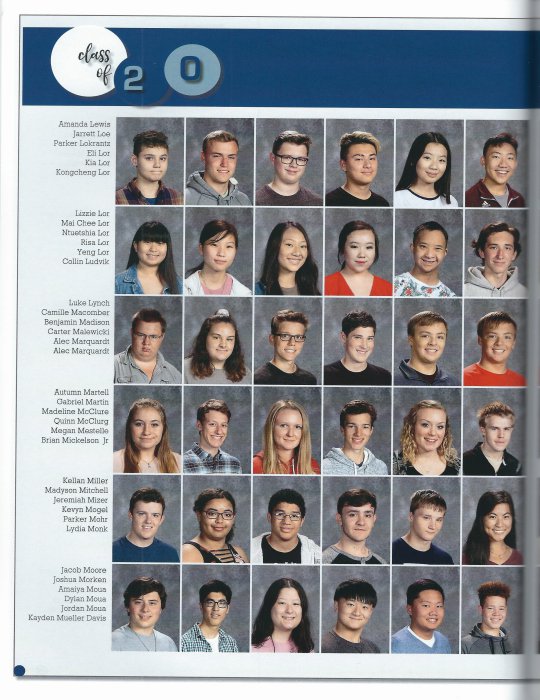 class
of
20
Amanda Lewis
Jarrett Loe
Parker Lokrantz
Eli Lor
Kia Lor
Kongcheng Lor
Lizzie Lor
Mai Chee Lor
Ntuetshia Lor
Risa Lor
Yeng Lor
Collin Ludvik
Luke Lynch
Camille Macomber
Benjamin Madison
Carter Malewicki
Alec Marquardt
Alec Marquardt
Autumn Martell
Gabriel Martin
Madeline McClure
Quinn McClurg
Megan Mestelle
Brian Mickelson Jr
Kellan Miller
Madyson Mitchell
Jeremiah Mizer
Kevyn Mogel
Parker Mohr
Lydia Monk
Jacob Moore
Joshua Morken
Amaiya Moua
Dylan Moua
Jordan Moua
Kayden Mueller Davis